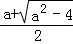 a+√(a² − 4)
2